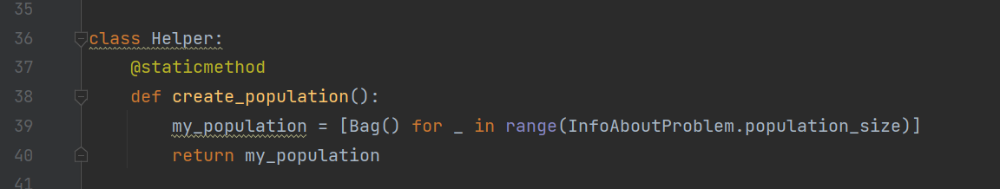 35
36 class Helper:
37 @staticmethod
38 def create_population():
39 my_population = [Bag() for _ in range(InfoAboutProblem.population_size)]
40 return my_population
41